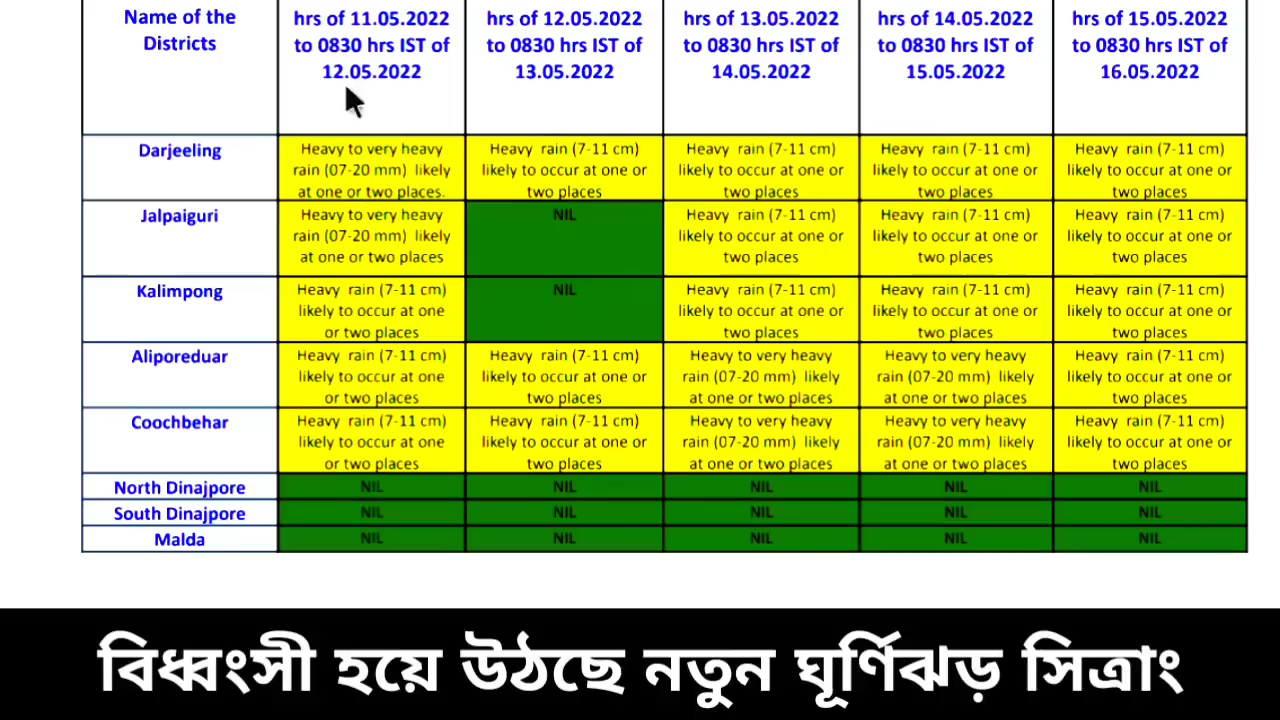 Name of the
Districts
hrs of 11.05.2022
to 0830 hrs IST of
12.05.2022
hrs of 12.05.2022
to 0830 hrs IST of
13.05.2022
hrs of 13.05.2022
to 0830 hrs IST of
14.05.2022
hrs of 14.05.2022
to 0830 hrs IST of
15.05.2022
hrs of 15.05.2022
to 0830 hrs IST of
16.05.2022
Darjeeling
Heavy to very heavy
rain (07-20 mm) likely
at one or two places.
Heavy rain (7-11 cm)
likely to occur at one or
two places
Heavy rain (7-11 cm)
likely to occur at one or
two places
Heavy rain (7-11 cm)
likely to occur at one or
two places
Heavy rain (7-11 cm)
likely to occur at one or
two places
Jalpaiguri
Heavy to very heavy
rain (07-20 mm) likely
at one or two places
NIL
Heavy rain (7-11 cm)
likely to occur at one or
two places
Heavy rain (7-11 cm)
likely to occur at one or
two places
Heavy rain (7-11 cm)
likely to occur at one or
two places
Kalimpong
Heavy rain (7-11 cm)
likely to occur at one
or two places
NIL
Heavy rain (7-11 cm)
likely to occur at one or
two places
Heavy rain (7-11 cm)
likely to occur at one or
two places
Heavy rain (7-11 cm)
likely to occur at one or
two places
Aliporeduar
Heavy rain (7-11 cm)
likely to occur at one
or two places
Heavy rain (7-11 cm)
likely to occur at one or
two places
Heavy to very heavy
rain (07-20 mm) likely
at one or two places
Heavy to very heavy
rain (07-20 mm) likely
at one or two places
Heavy rain (7-11 cm)
likely to occur at one or
two places
Coochbehar
Heavy rain (7-11 cm)
likely to occur at one
or two places
Heavy rain (7-11 cm)
likely to occur at one or
two places
Heavy to very heavy
rain (07-20 mm) likely
at one or two places
Heavy to very heavy
rain (07-20 mm) likely
at one or two places
Heavy rain (7-11 cm)
likely to occur at one or
two places
North Dinajpore NIL NIL NIL NIL NIL
South Dinajpore NIL NIL NIL NIL NIL
Malda NIL NIL NIL NIL NIL
বিধ্বংসী হয়ে উঠছে নতুন ঘূর্ণিঝড় সিত্রাং